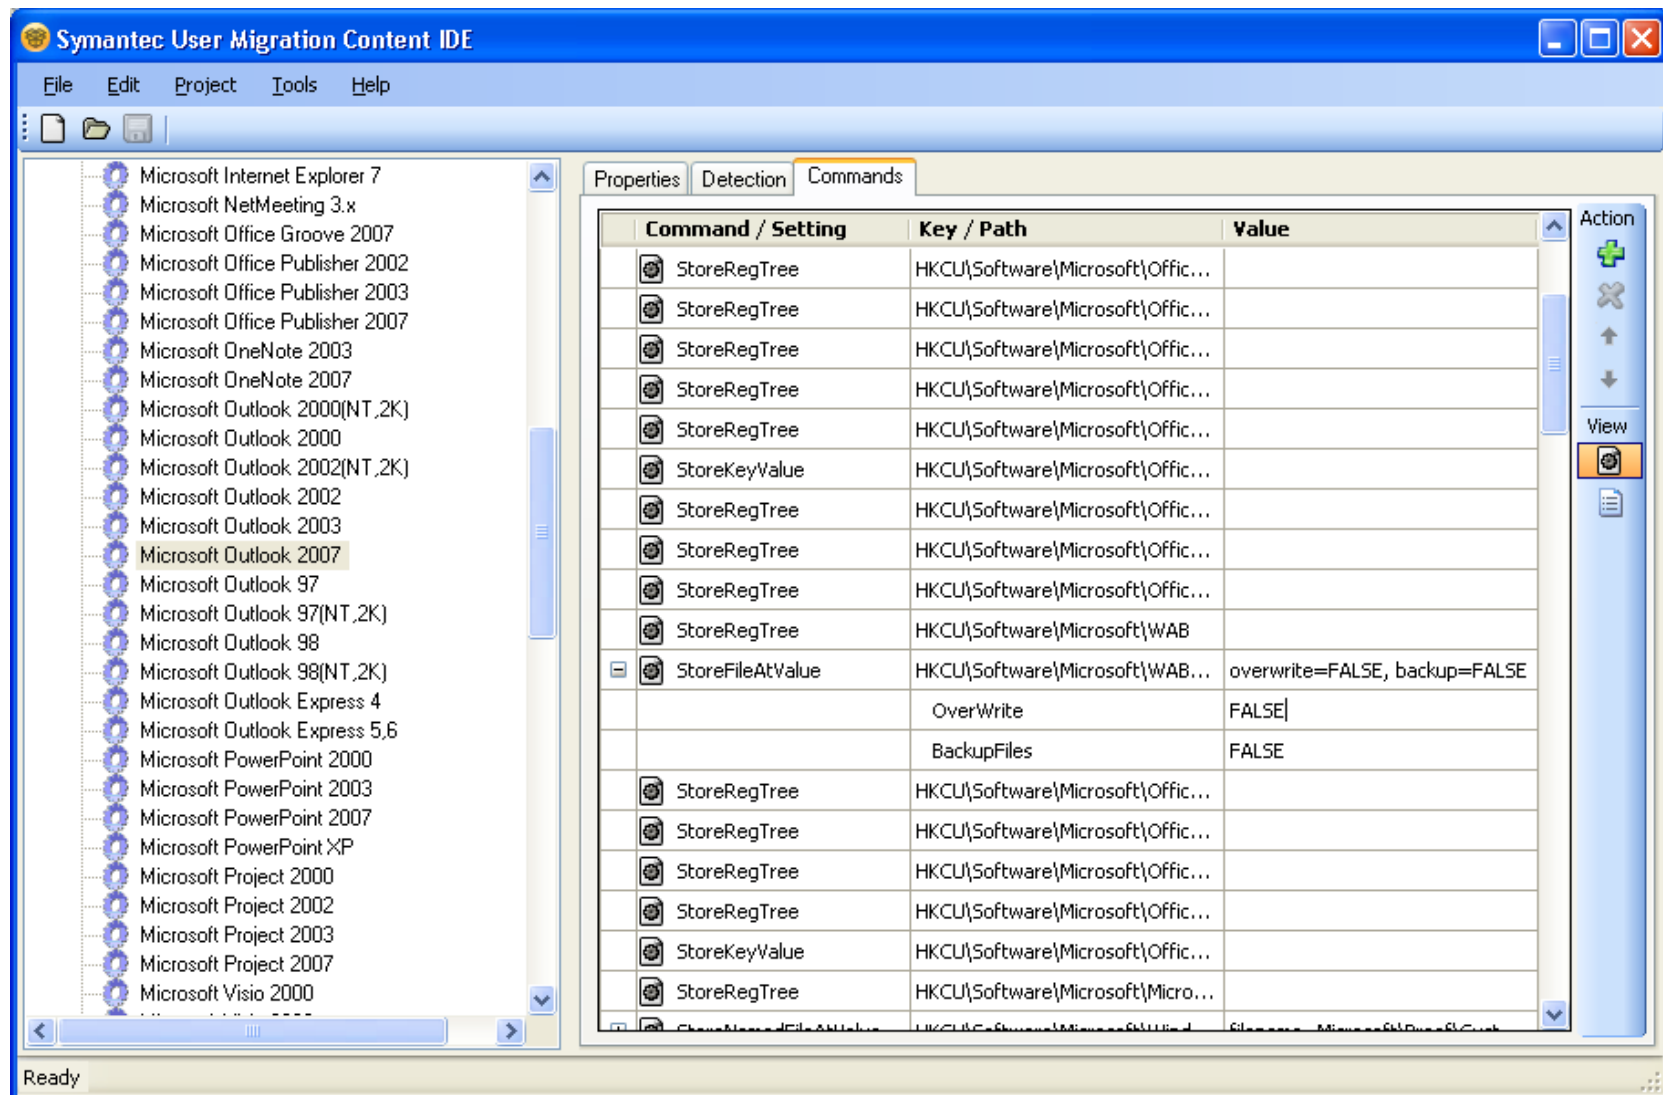 Symantec User Migration Content IDE
File Edit Project Tools Help
Microsoft Internet Explorer 7
Microsoft NetMeeting 3.x
Microsoft Office Groove 2007
Microsoft Office Publisher 2002
Microsoft Office Publisher 2003
Microsoft Office Publisher 2007
Microsoft OneNote 2003
Microsoft OneNote 2007
Microsoft Outlook 2000(NT,2K)
Microsoft Outlook 2000
Microsoft Outlook 2002(NT,2K)
Microsoft Outlook 2002
Microsoft Outlook 2003
Microsoft Outlook 2007
Microsoft Outlook 97
Microsoft Outlook 97(NT,2K)
Microsoft Outlook 98
Microsoft Outlook 98(NT,2K)
Microsoft Outlook Express 4
Microsoft Outlook Express 5,6
Microsoft PowerPoint 2000
Microsoft PowerPoint 2003
Microsoft PowerPoint 2007
Microsoft PowerPoint XP
Microsoft Project 2000
Microsoft Project 2002
Microsoft Project 2003
Microsoft Project 2007
Microsoft Visio 2000
Properties Detection Commands
Command / Setting Key / Path Value
StoreRegTree HKCU\Software\Microsoft\Offic...
StoreRegTree HKCU\Software\Microsoft\Offic...
StoreRegTree HKCU\Software\Microsoft\Offic...
StoreRegTree HKCU\Software\Microsoft\Offic...
StoreRegTree HKCU\Software\Microsoft\Offic...
StoreKeyValue HKCU\Software\Microsoft\Offic...
StoreRegTree HKCU\Software\Microsoft\Offic...
StoreRegTree HKCU\Software\Microsoft\Offic...
StoreRegTree HKCU\Software\Microsoft\Offic...
StoreRegTree HKCU\Software\Microsoft\WAB
StoreFileAtValue HKCU\Software\Microsoft\WAB... overwrite=FALSE, backup=FALSE
OverWrite FALSE
BackupFiles FALSE
StoreRegTree HKCU\Software\Microsoft\Offic...
StoreRegTree HKCU\Software\Microsoft\Offic...
StoreRegTree HKCU\Software\Microsoft\Offic...
StoreRegTree HKCU\Software\Microsoft\Offic...
StoreKeyValue HKCU\Software\Microsoft\Offic...
StoreRegTree HKCU\Software\Microsoft\Micro...
Action
View
Ready